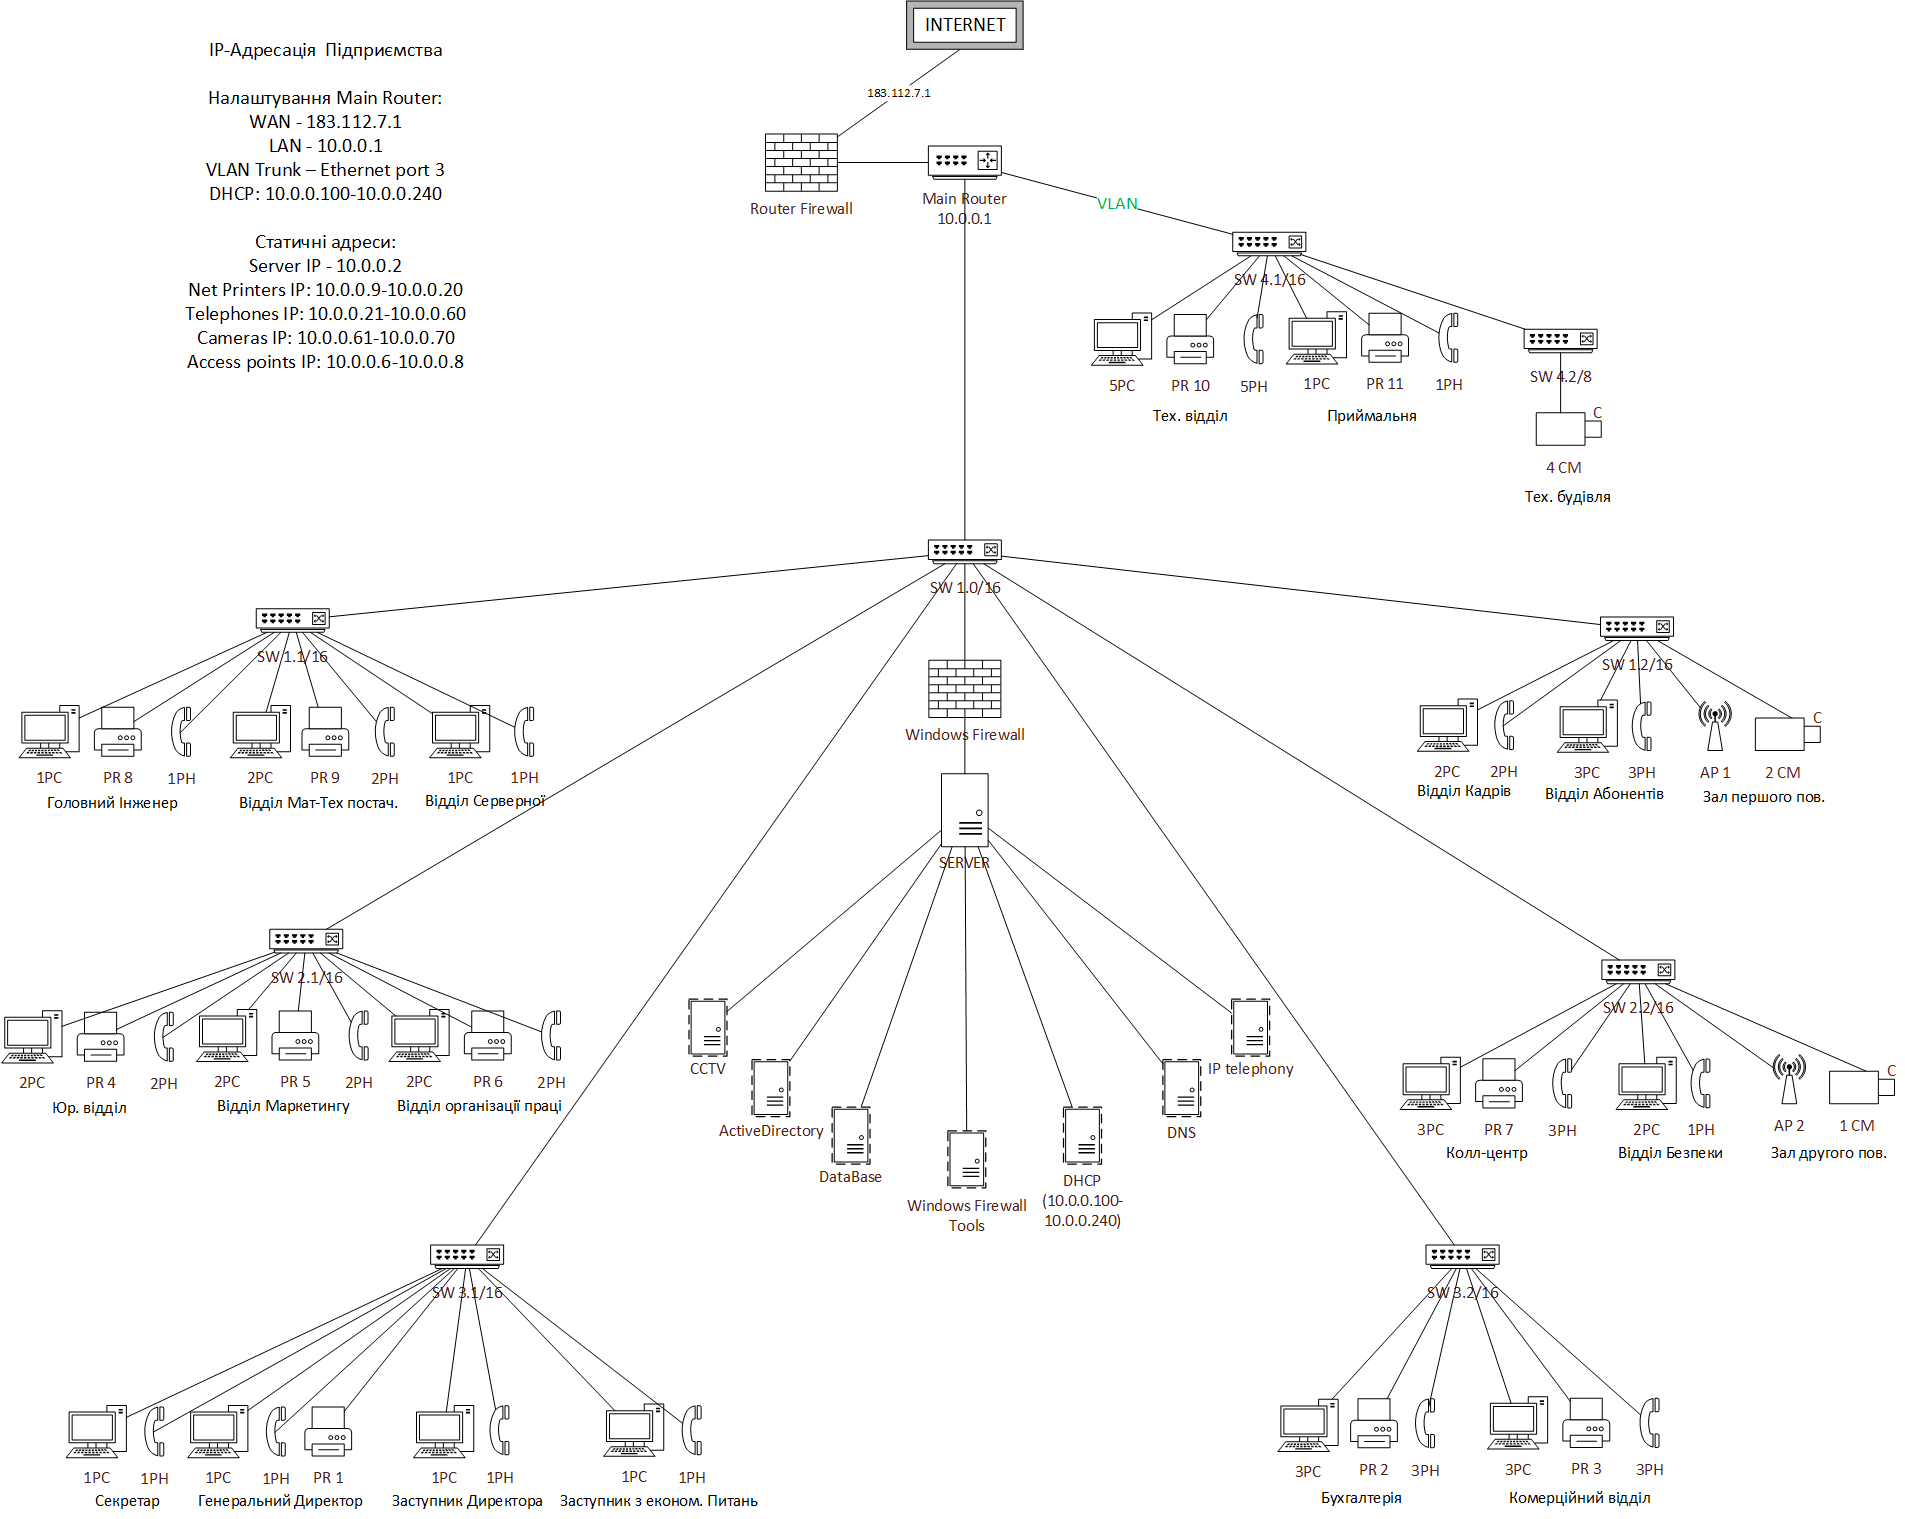 INTERNET
183.112.7.1
IP-Адресація  Підприємства
Налаштування Main Router:
WAN - 183.112.7.1
LAN - 10.0.0.1
VLAN Trunk – Ethernet port 3
DHCP: 10.0.0.100-10.0.0.240
Статичні адреси:
Server IP - 10.0.0.2
Net Printers IP: 10.0.0.9-10.0.0.20
Telephones IP: 10.0.0.21-10.0.0.60
Cameras IP: 10.0.0.61-10.0.0.70
Access points IP: 10.0.0.6-10.0.0.8
Router Firewall
Main Router
10.0.0.1
VLAN
SW 4.1/16
5PC
PR 10
5PH
1PC
PR 11
1PH
Тех. відділ
Приймальня
SW 4.2/8
C
4 CM
Тех. будівля
SW 1.0/16
SW 1.1/16
1PC
PR 8
1PH
2PC
PR 9
2PH
1PC
1PH
Головний Інженер
Відділ Мат-Тех постач.
Відділ Серверної
Windows Firewall
SERVER
SW 1.2/16
C
2PC
2PH
3PC
3PH
AP 1
2 CM
Відділ Кадрів
Відділ Абонентів
Зал першого пов.
SW 2.1/16
2PC
PR 4
2PH
2PC
PR 5
2PH
2PC
PR 6
2PH
Юр. відділ
Відділ Маркетингу
Відділ організації праці
CCTV
ActiveDirectory
DataBase
Windows Firewall
Tools
DHCP
(10.0.0.100-
10.0.0.240)
DNS
IP telephony
SW 2.2/16
C
3PC
PR 7
3PH
2PC
1PH
AP 2
1 CM
Колл-центр
Відділ Безпеки
Зал другого пов.
SW 3.1/16
1PC
1PH
1PC
1PH
PR 1
1PC
1PH
1PC
1PH
Секретар
Генеральний Директор
Заступник Директора
Заступник з економ. Питань
SW 3.2/16
3PC
PR 2
3PH
3PC
PR 3
3PH
Бухгалтерія
Комерційний відділ